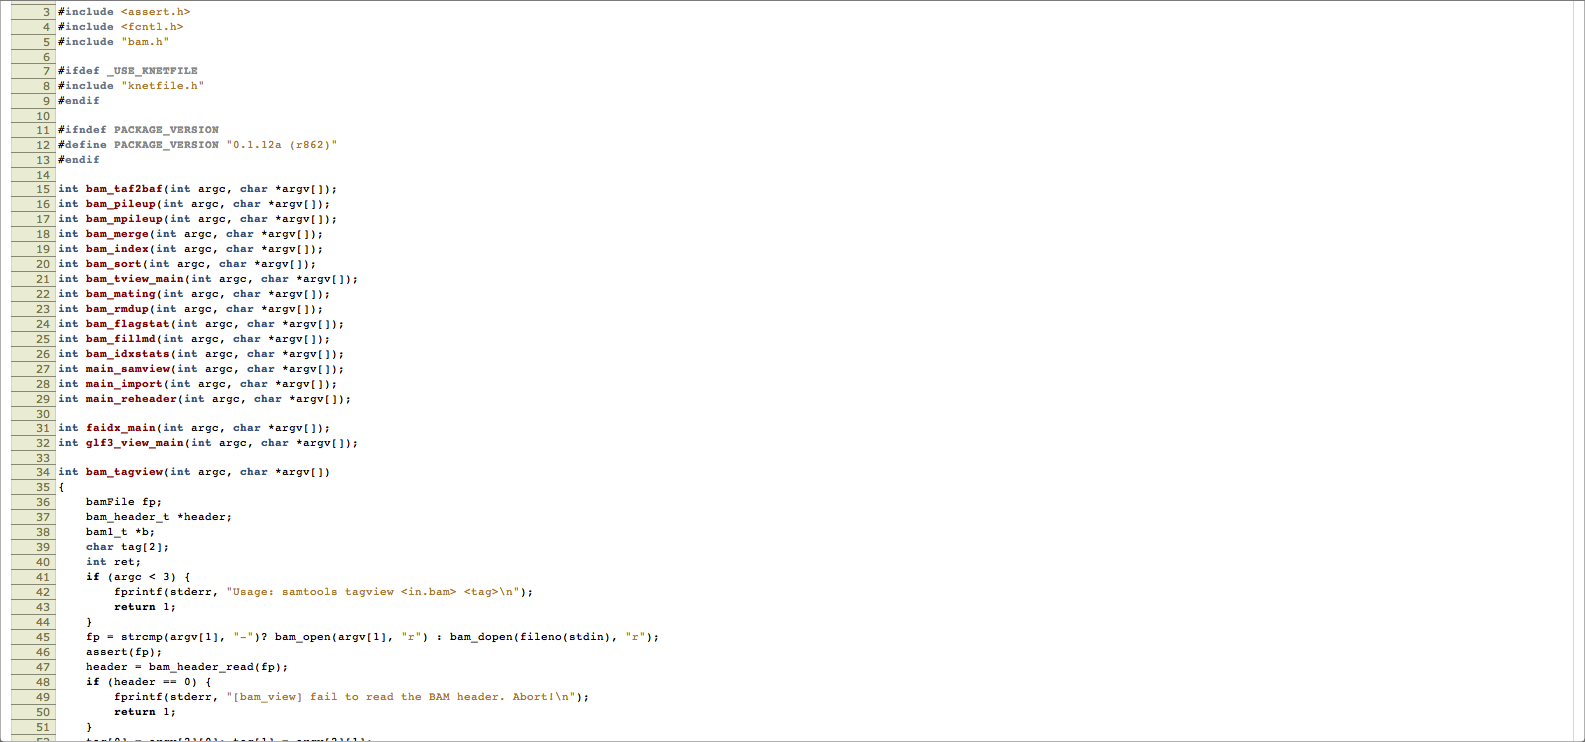 3 #include <assert.h>
4 #include <fcntl.h>
5 #include "bam.h"
6
7 #ifdef _USE_KNETFILE
8 #include "knetfile.h"
9 #endif
10
11 #ifndef PACKAGE_VERSION
12 #define PACKAGE_VERSION "0.1.12a (r862)"
13 #endif
14
15 int bam_taf2baf(int argc, char *argv[]);
16 int bam_pileup(int argc, char *argv[]);
17 int bam_mpileup(int argc, char *argv[]);
18 int bam_merge(int argc, char *argv[]);
19 int bam_index(int argc, char *argv[]);
20 int bam_sort(int argc, char *argv[]);
21 int bam_tview_main(int argc, char *argv[]);
22 int bam_mating(int argc, char *argv[]);
23 int bam_rmdup(int argc, char *argv[]);
24 int bam_flagstat(int argc, char *argv[]);
25 int bam_fillmd(int argc, char *argv[]);
26 int bam_idxstats(int argc, char *argv[]);
27 int main_samview(int argc, char *argv[]);
28 int main_import(int argc, char *argv[]);
29 int main_reheader(int argc, char *argv[]);
30
31 int faidx_main(int argc, char *argv[]);
32 int glf3_view_main(int argc, char *argv[]);
33
34 int bam_tagview(int argc, char *argv[])
35 {
36     bamFile fp;
37     bam_header_t *header;
38     bam1_t *b;
39     char tag[2];
40     int ret;
41     if (argc < 3) {
42         fprintf(stderr, "Usage: samtools tagview <in.bam> <tag>\n");
43         return 1;
44     }
45     fp = strcmp(argv[1], "-")? bam_open(argv[1], "r") : bam_dopen(fileno(stdin), "r");
46     assert(fp);
47     header = bam_header_read(fp);
48     if (header == 0) {
49         fprintf(stderr, "[bam_view] fail to read the BAM header. Abort!\n");
50         return 1;
51     }
52     tag[0] = argv[2][0]; tag[1] = argv[2][1];